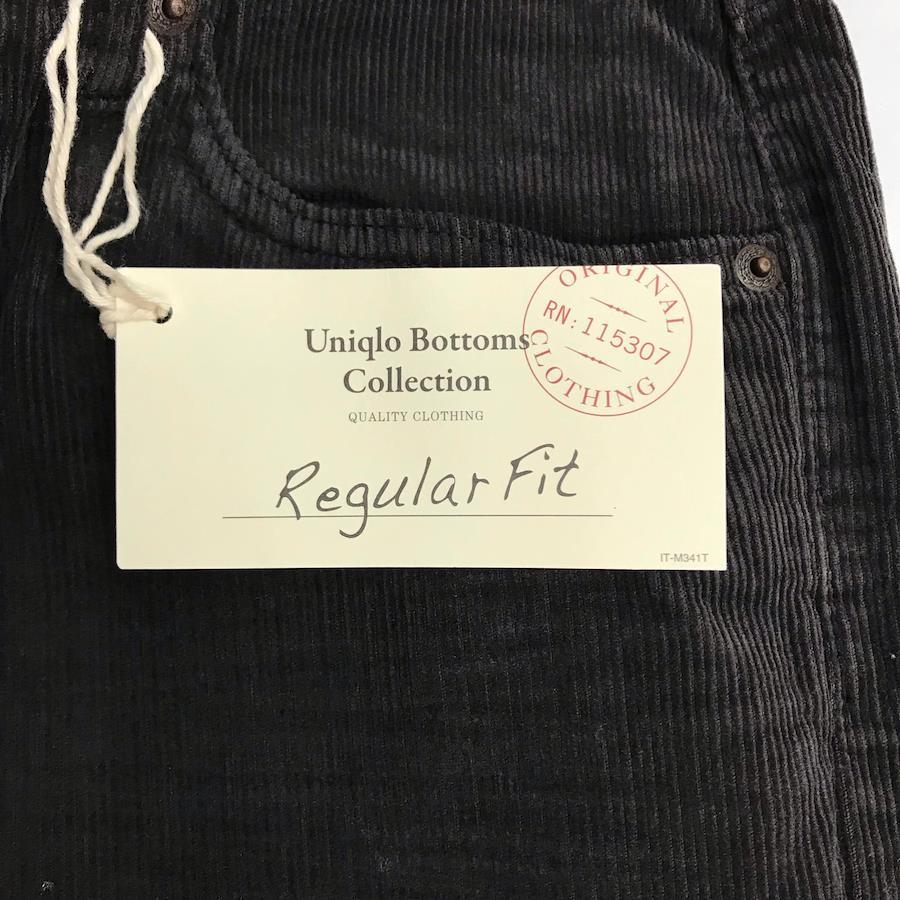 Uniqlo Bottoms
Collection
QUALITY CLOTHING
Regular Fit
ORIGINAL
RN: 115307
CLOTHING
IT-M341T